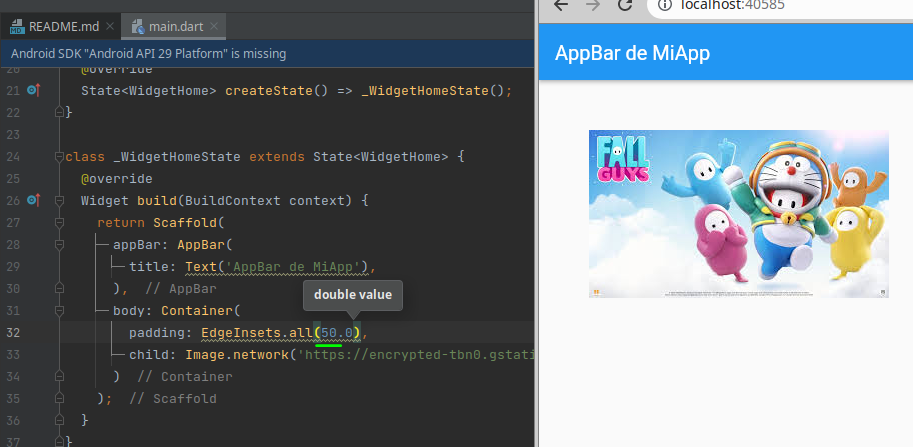 README.md
main.dart
localhost:40585
Android SDK "Android API 29 Platform" is missing
AppBar de MiApp
20 @override
21 State<WidgetHome> createState() => _WidgetHomeState();
22 }
23
24 class _WidgetHomeState extends State<WidgetHome> {
25 @override
26 Widget build(BuildContext context) {
27 return Scaffold(
28 appBar: AppBar(
29 title: Text('AppBar de MiApp'),
30 ), // AppBar
double value
31 body: Container(
32 padding: EdgeInsets.all(50.0),
33 child: Image.network('https://encrypted-tbn0.gstati
34 ) // Container
35 ); // Scaffold
36 }
37 }
FALL
GUYS